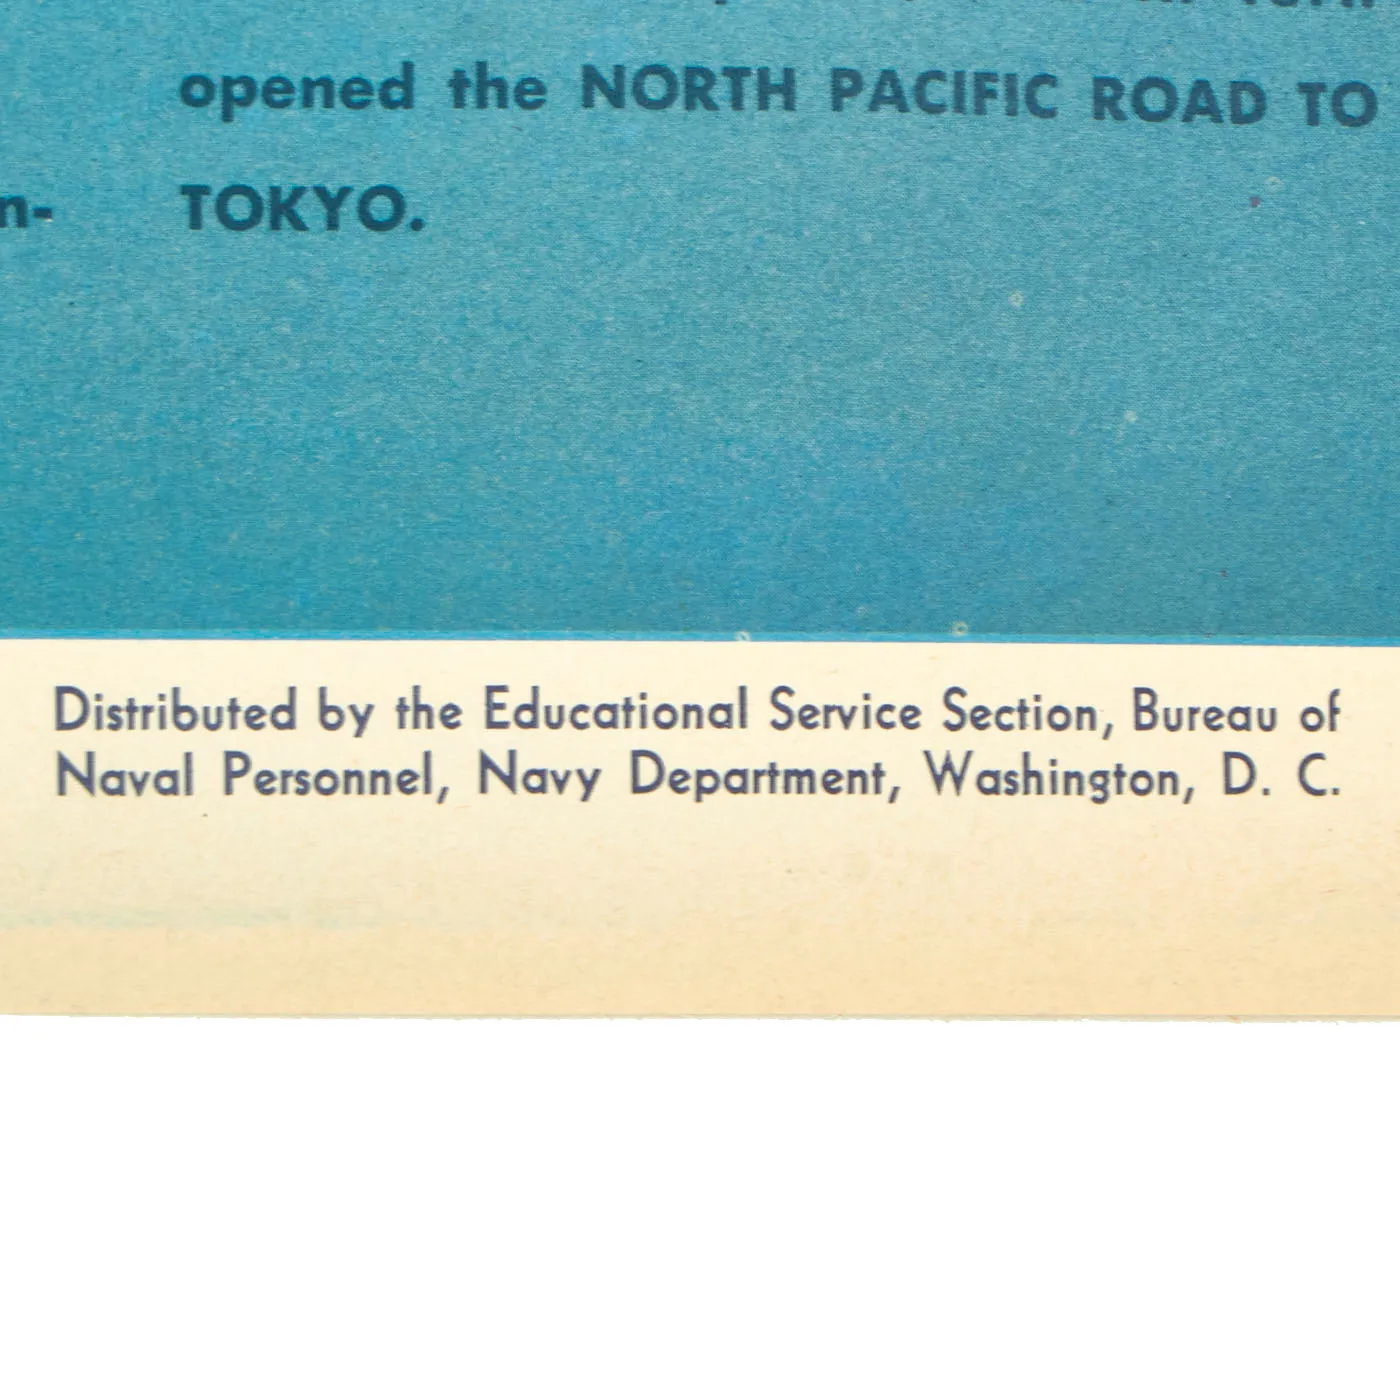 opened the NORTH PACIFIC ROAD TO
n-
TOKYO.
Distributed by the Educational Service Section, Bureau of
Naval Personnel, Navy Department, Washington, D. C.